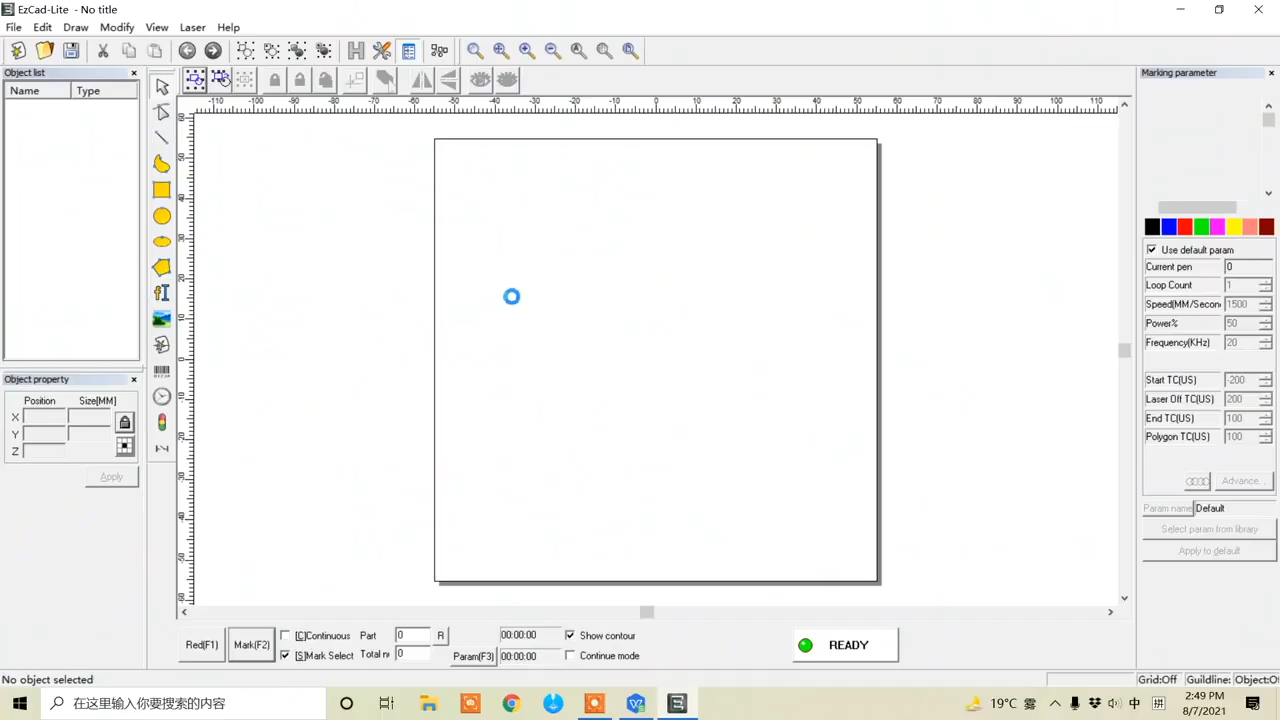 EzCad-Lite - No title
File Edit Draw Modify View Laser Help
Object list
Name Type
-110 -100 -90 -80 -70 -60 -50 -40 -30 -20 -10 0 10 20 30 40 50 60 70 80 90 100 110
Object property
Position Size[MM]
X
Y
Z
Apply
Marking parameter
Use default param
Current pen 0
Loop Count 1
Speed(MM/Secon 1500
Power% 50
Frequency(KHz) 20
Start TC(US) -200
Laser Off TC(US) 200
End TC(US) 100
Polygon TC(US) 100
Advance...
Param name Default
Select param from library
Apply to default
Red(F1) Mark(F2) [C]Continuous Part 0 R 00:00:00 Show contour
[S]Mark Select Total n 0 Param(F3) 00:00:00 Continue mode
READY
No object selected
Grid:Off Guildline: Object:O
在这里输入你要搜索的内容
19°C 雾
中
拼
2:49 PM
8/7/2021